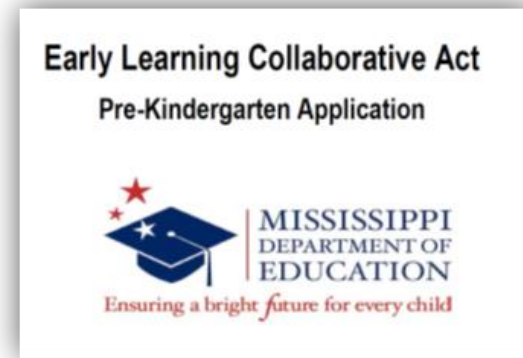 Early Learning Collaborative Act
Pre-Kindergarten Application
MISSISSIPPI
DEPARTMENT OF
EDUCATION
Ensuring a bright future for every child